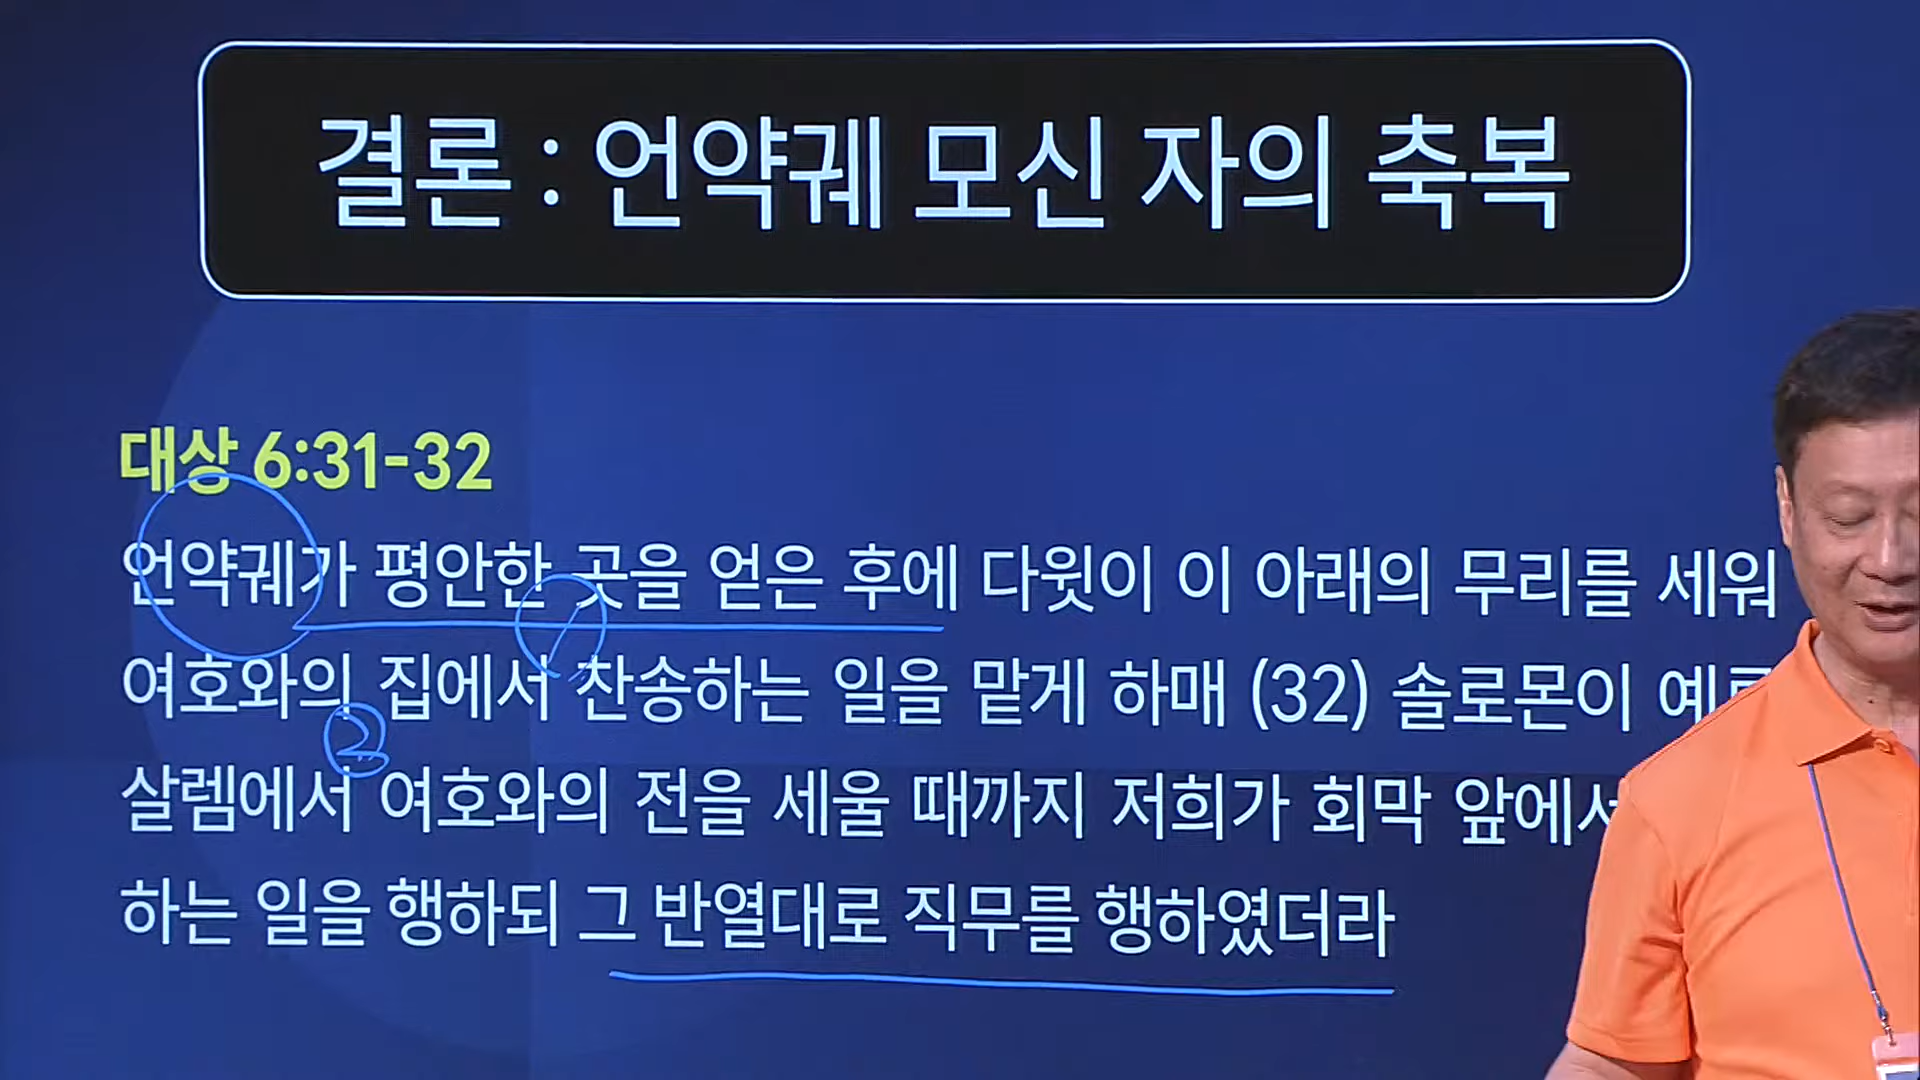 결론 : 언약궤 모신 자의 축복
대상 6:31-32
언약궤가 평안한 곳을 얻은 후에 다윗이 이 아래의 무리를 세워
1
여호와의 집에서 찬송하는 일을 맡게 하매 (32) 솔로몬이
2
살렘에서 여호와의 전을 세울 때까지 저희가 회막 앞에서
하는 일을 행하되 그 반열대로 직무를 행하였더라